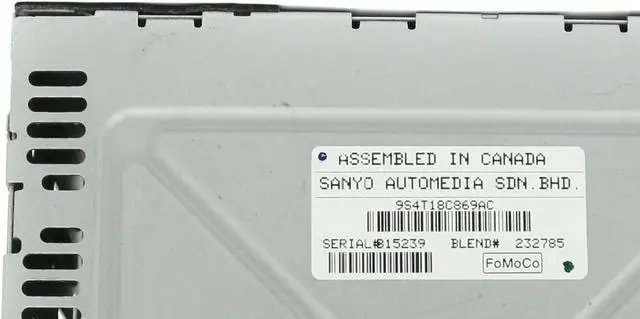 ASSEMBLED IN CANADA
SANYO AUTOMEDIA SDN.BHD.
9S4T18C869AC
SERIAL#815239 BLEND# 232785
FoMoCo